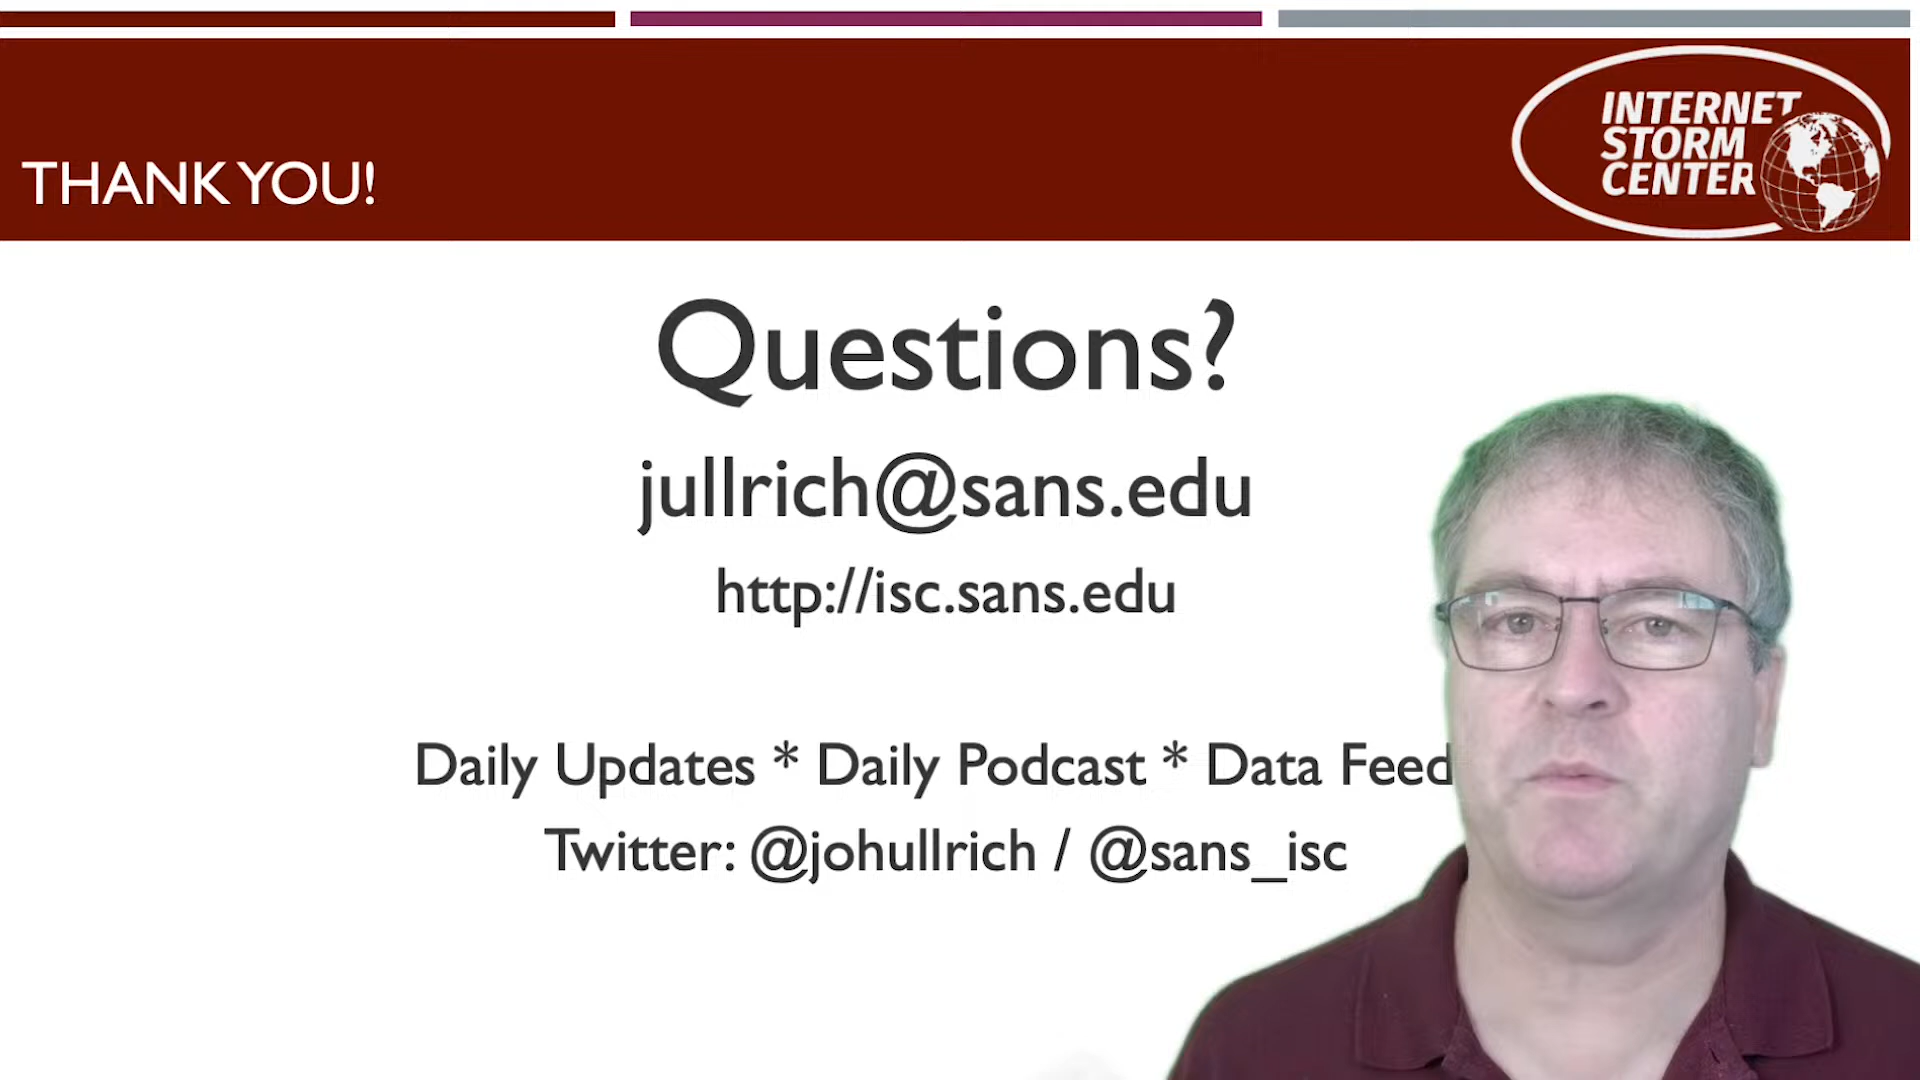 THANK YOU!
INTERNET
STORM
CENTER
Questions?
jullrich@sans.edu
http://isc.sans.edu
Daily Updates * Daily Podcast * Data Feed
Twitter: @johullrich / @sans_isc